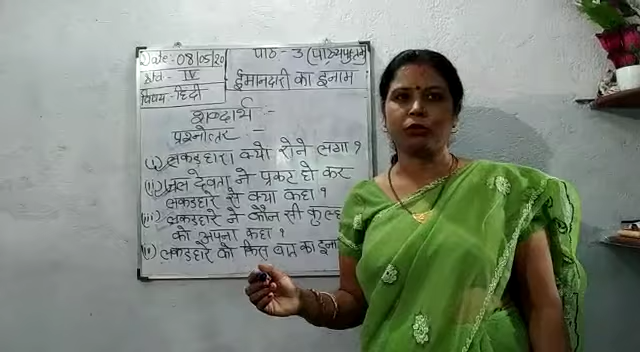 Date:- 08/05/20
पाठ- 3 (पाठ्यपुस्तक)
कक्षा- IV
ईमानदारी का इनाम
विषय:- हिंदी
शब्दार्थ :-
प्रश्नोत्तर :-
(i) लकड़हारा क्यों रोने लगा ?
(ii) जल देवता ने प्रकट हो कर
लकड़हारे से क्या कहा ?
(iii) लकड़हारे ने कौन सी
को अपना कहा ?
(iv) लकड़हारे को किस बात का